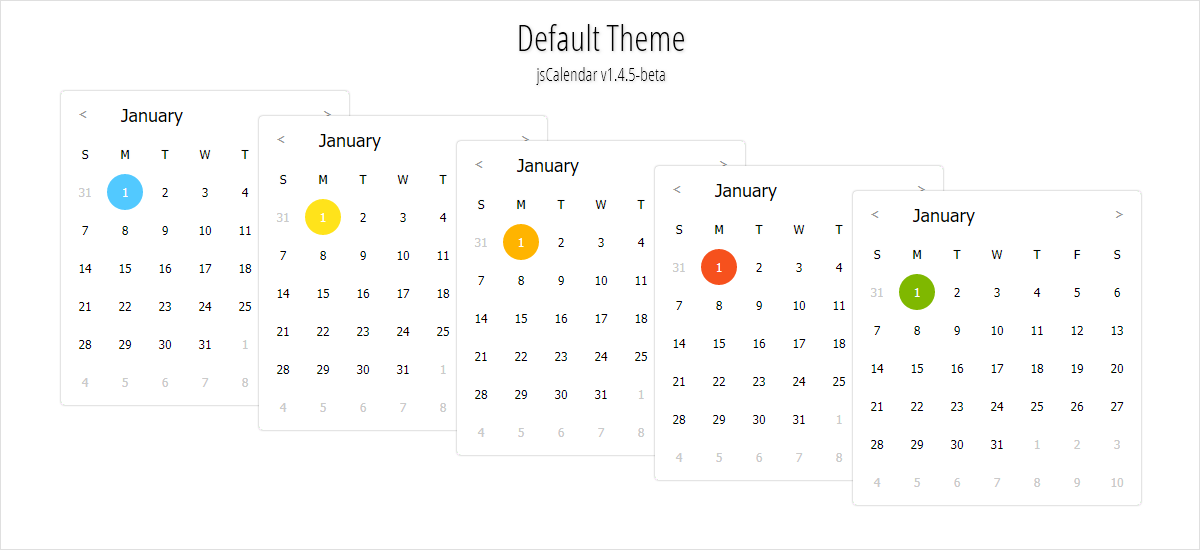 Default Theme
jsCalendar v1.4.5-beta
< January >
S M T W T
31 1 2 3 4
7 8 9 10 11
14 15 16 17 18
21 22 23 24 25
28 29 30 31 1
4 5 6 7 8
< January >
S M T W T
31 1 2 3 4
7 8 9 10 11
14 15 16 17 18
21 22 23 24 25
28 29 30 31 1
4 5 6 7 8
< January >
S M T W T
31 1 2 3 4
7 8 9 10 11
14 15 16 17 18
21 22 23 24 25
28 29 30 31 1
4 5 6 7 8
< January >
S M T W T
31 1 2 3 4
7 8 9 10 11
14 15 16 17 18
21 22 23 24 25
28 29 30 31 1
4 5 6 7 8
< January >
S M T W T F S
31 1 2 3 4 5 6
7 8 9 10 11 12 13
14 15 16 17 18 19 20
21 22 23 24 25 26 27
28 29 30 31 1 2 3
4 5 6 7 8 9 10